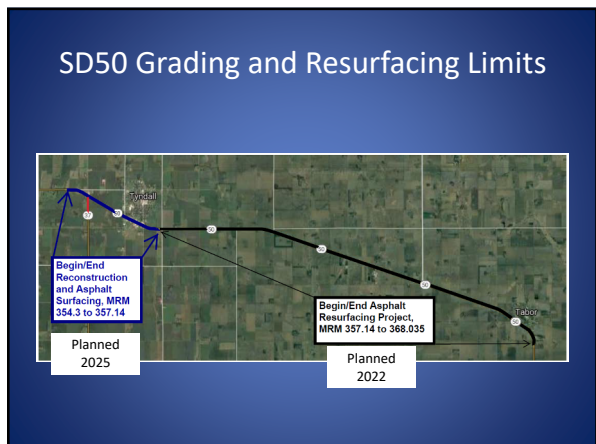 SD50 Grading and Resurfacing Limits
Tyndall
37
50
50
50
50
50
Tabor
Begin/End
Reconstruction
and Asphalt
Surfacing, MRM
354.3 to 357.14
Begin/End Asphalt
Resurfacing Project,
MRM 357.14 to 368.035
Planned
2025
Planned
2022